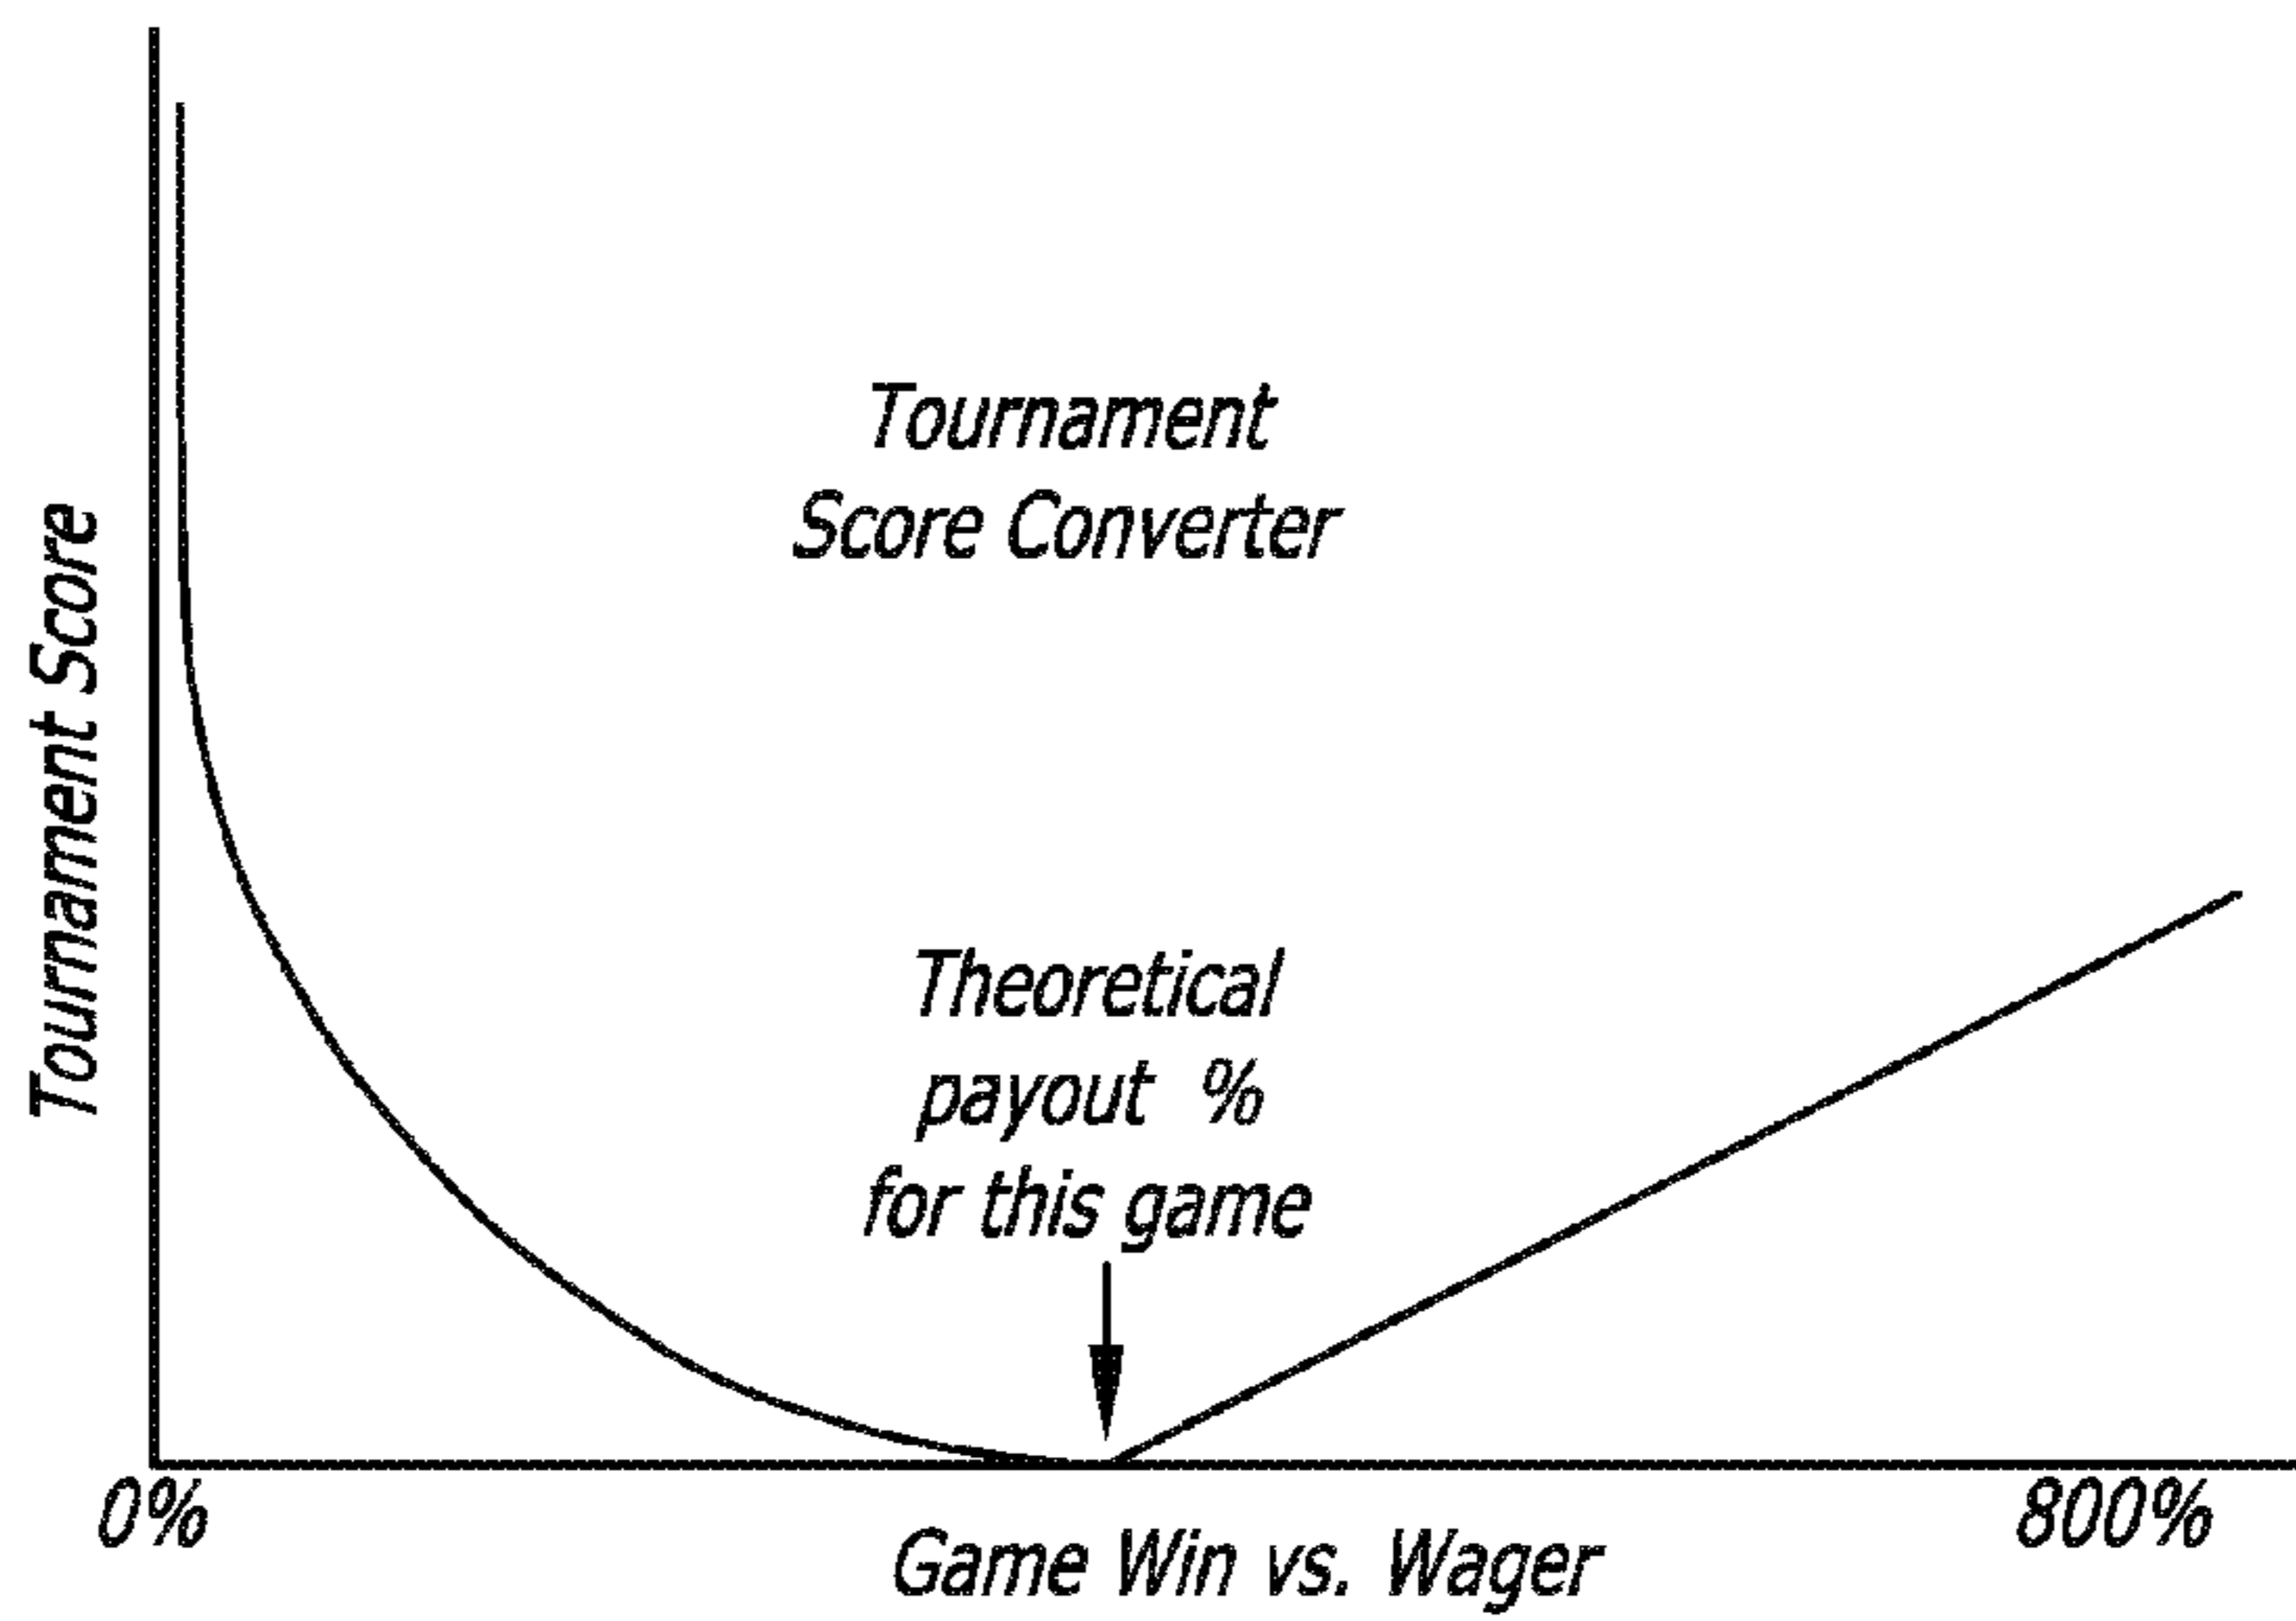 Tournament
Score Converter
Tournament Score
Theoretical
payout %
for this game
0%
800%
Game Win vs. Wager